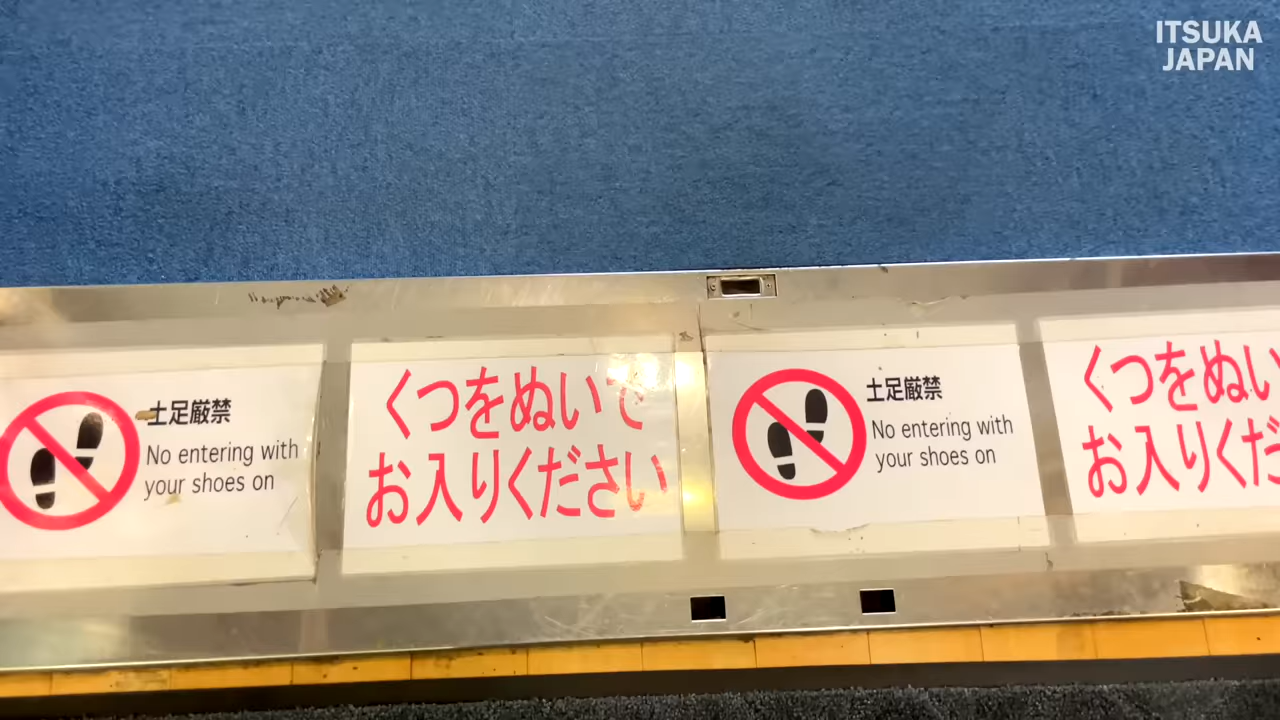 ITSUKA
JAPAN
土足厳禁
No entering with
your shoes on
くつをぬいで
お入りください
土足厳禁
No entering with
your shoes on
くつをぬい
お入りくだ